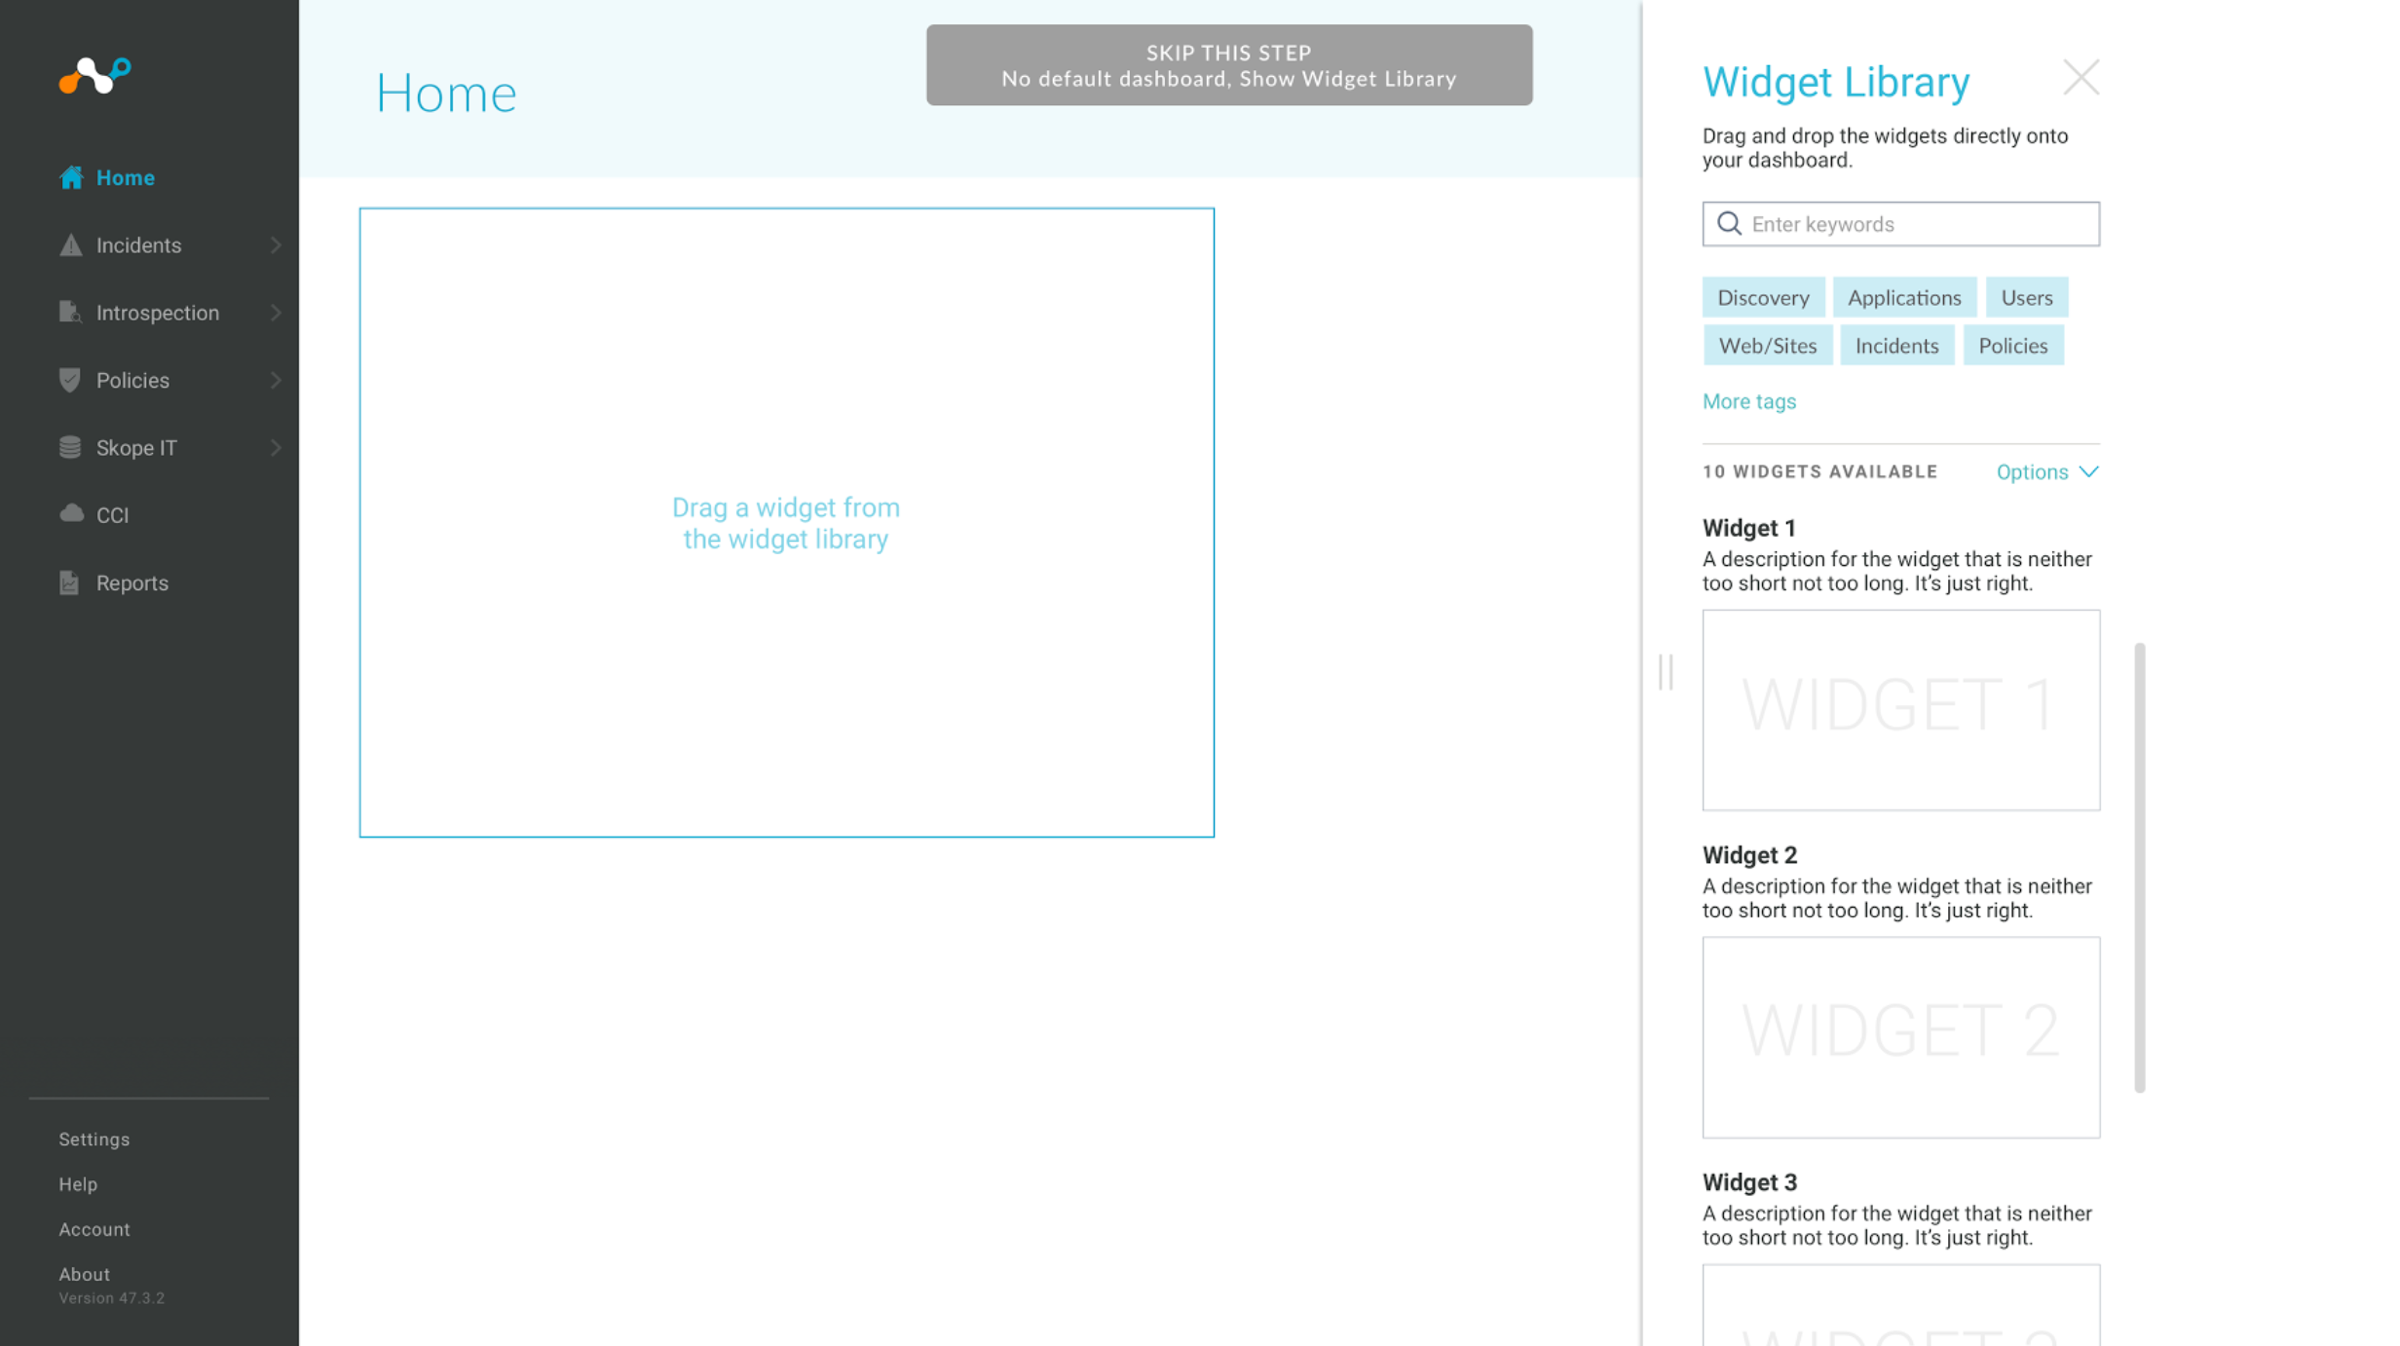 Home
Incidents
Introspection
Policies
Skope IT
CCI
Reports
Settings
Help
Account
About
Version 47.3.2
Home
SKIP THIS STEP
No default dashboard, Show Widget Library
Drag a widget from
the widget library
Widget Library
Drag and drop the widgets directly onto
your dashboard.
Enter keywords
Discovery Applications Users
Web/Sites Incidents Policies
More tags
10 WIDGETS AVAILABLE Options
Widget 1
A description for the widget that is neither
too short not too long. It's just right.
WIDGET 1
Widget 2
A description for the widget that is neither
too short not too long. It's just right.
WIDGET 2
Widget 3
A description for the widget that is neither
too short not too long. It's just right.
WIDGET 3